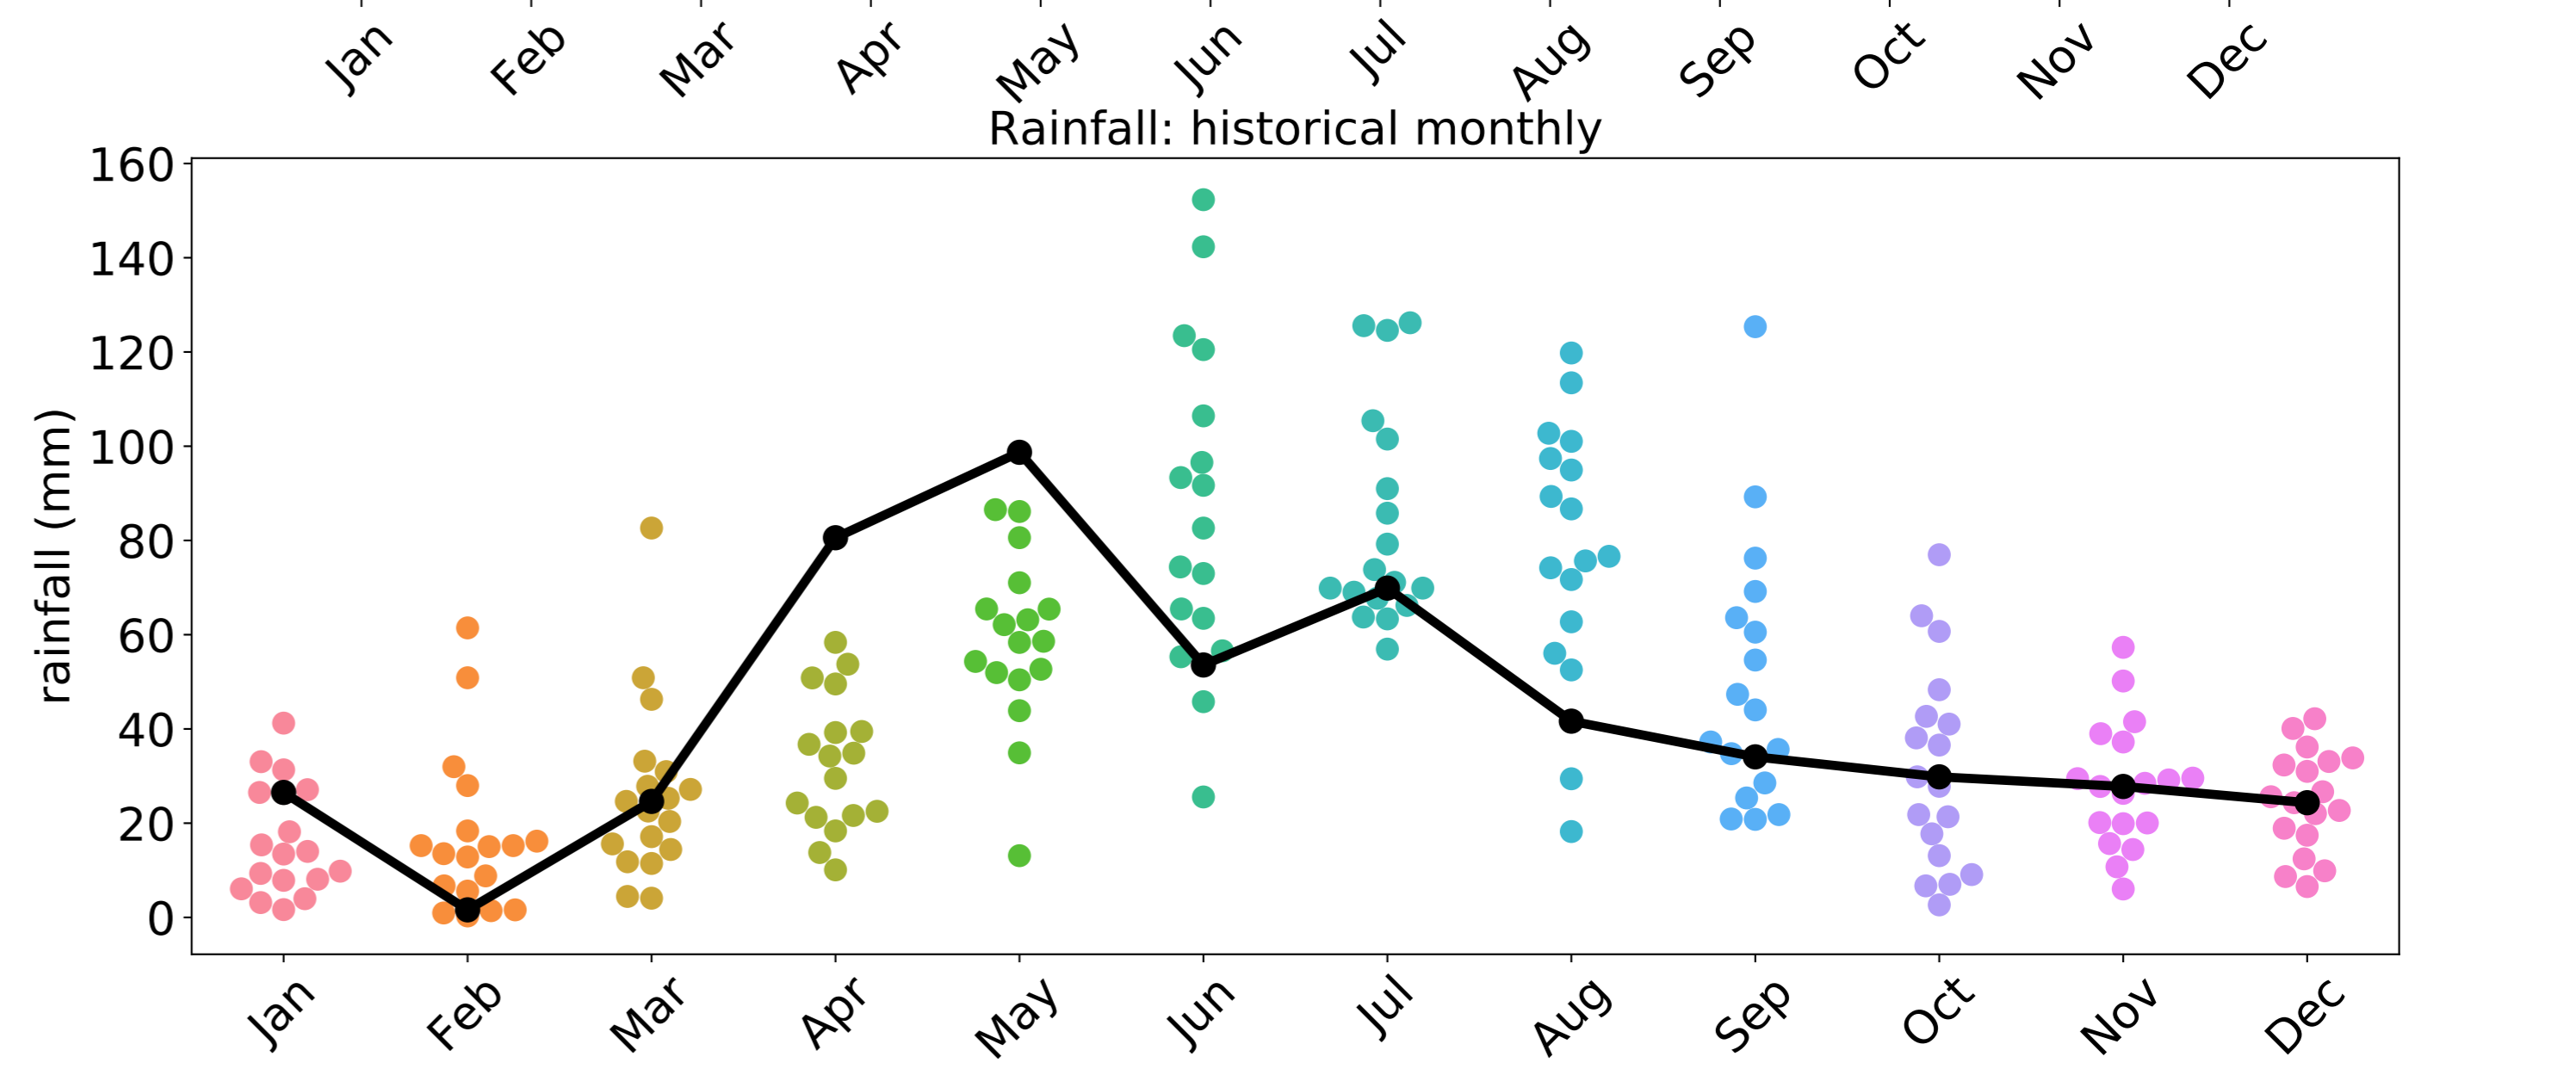 Jan Feb Mar Apr May Jun Jul Aug Sep Oct Nov Dec
Rainfall: historical monthly
160
140
120
100
80
60
40
20
0
rainfall (mm)
Jan Feb Mar Apr May Jun Jul Aug Sep Oct Nov Dec